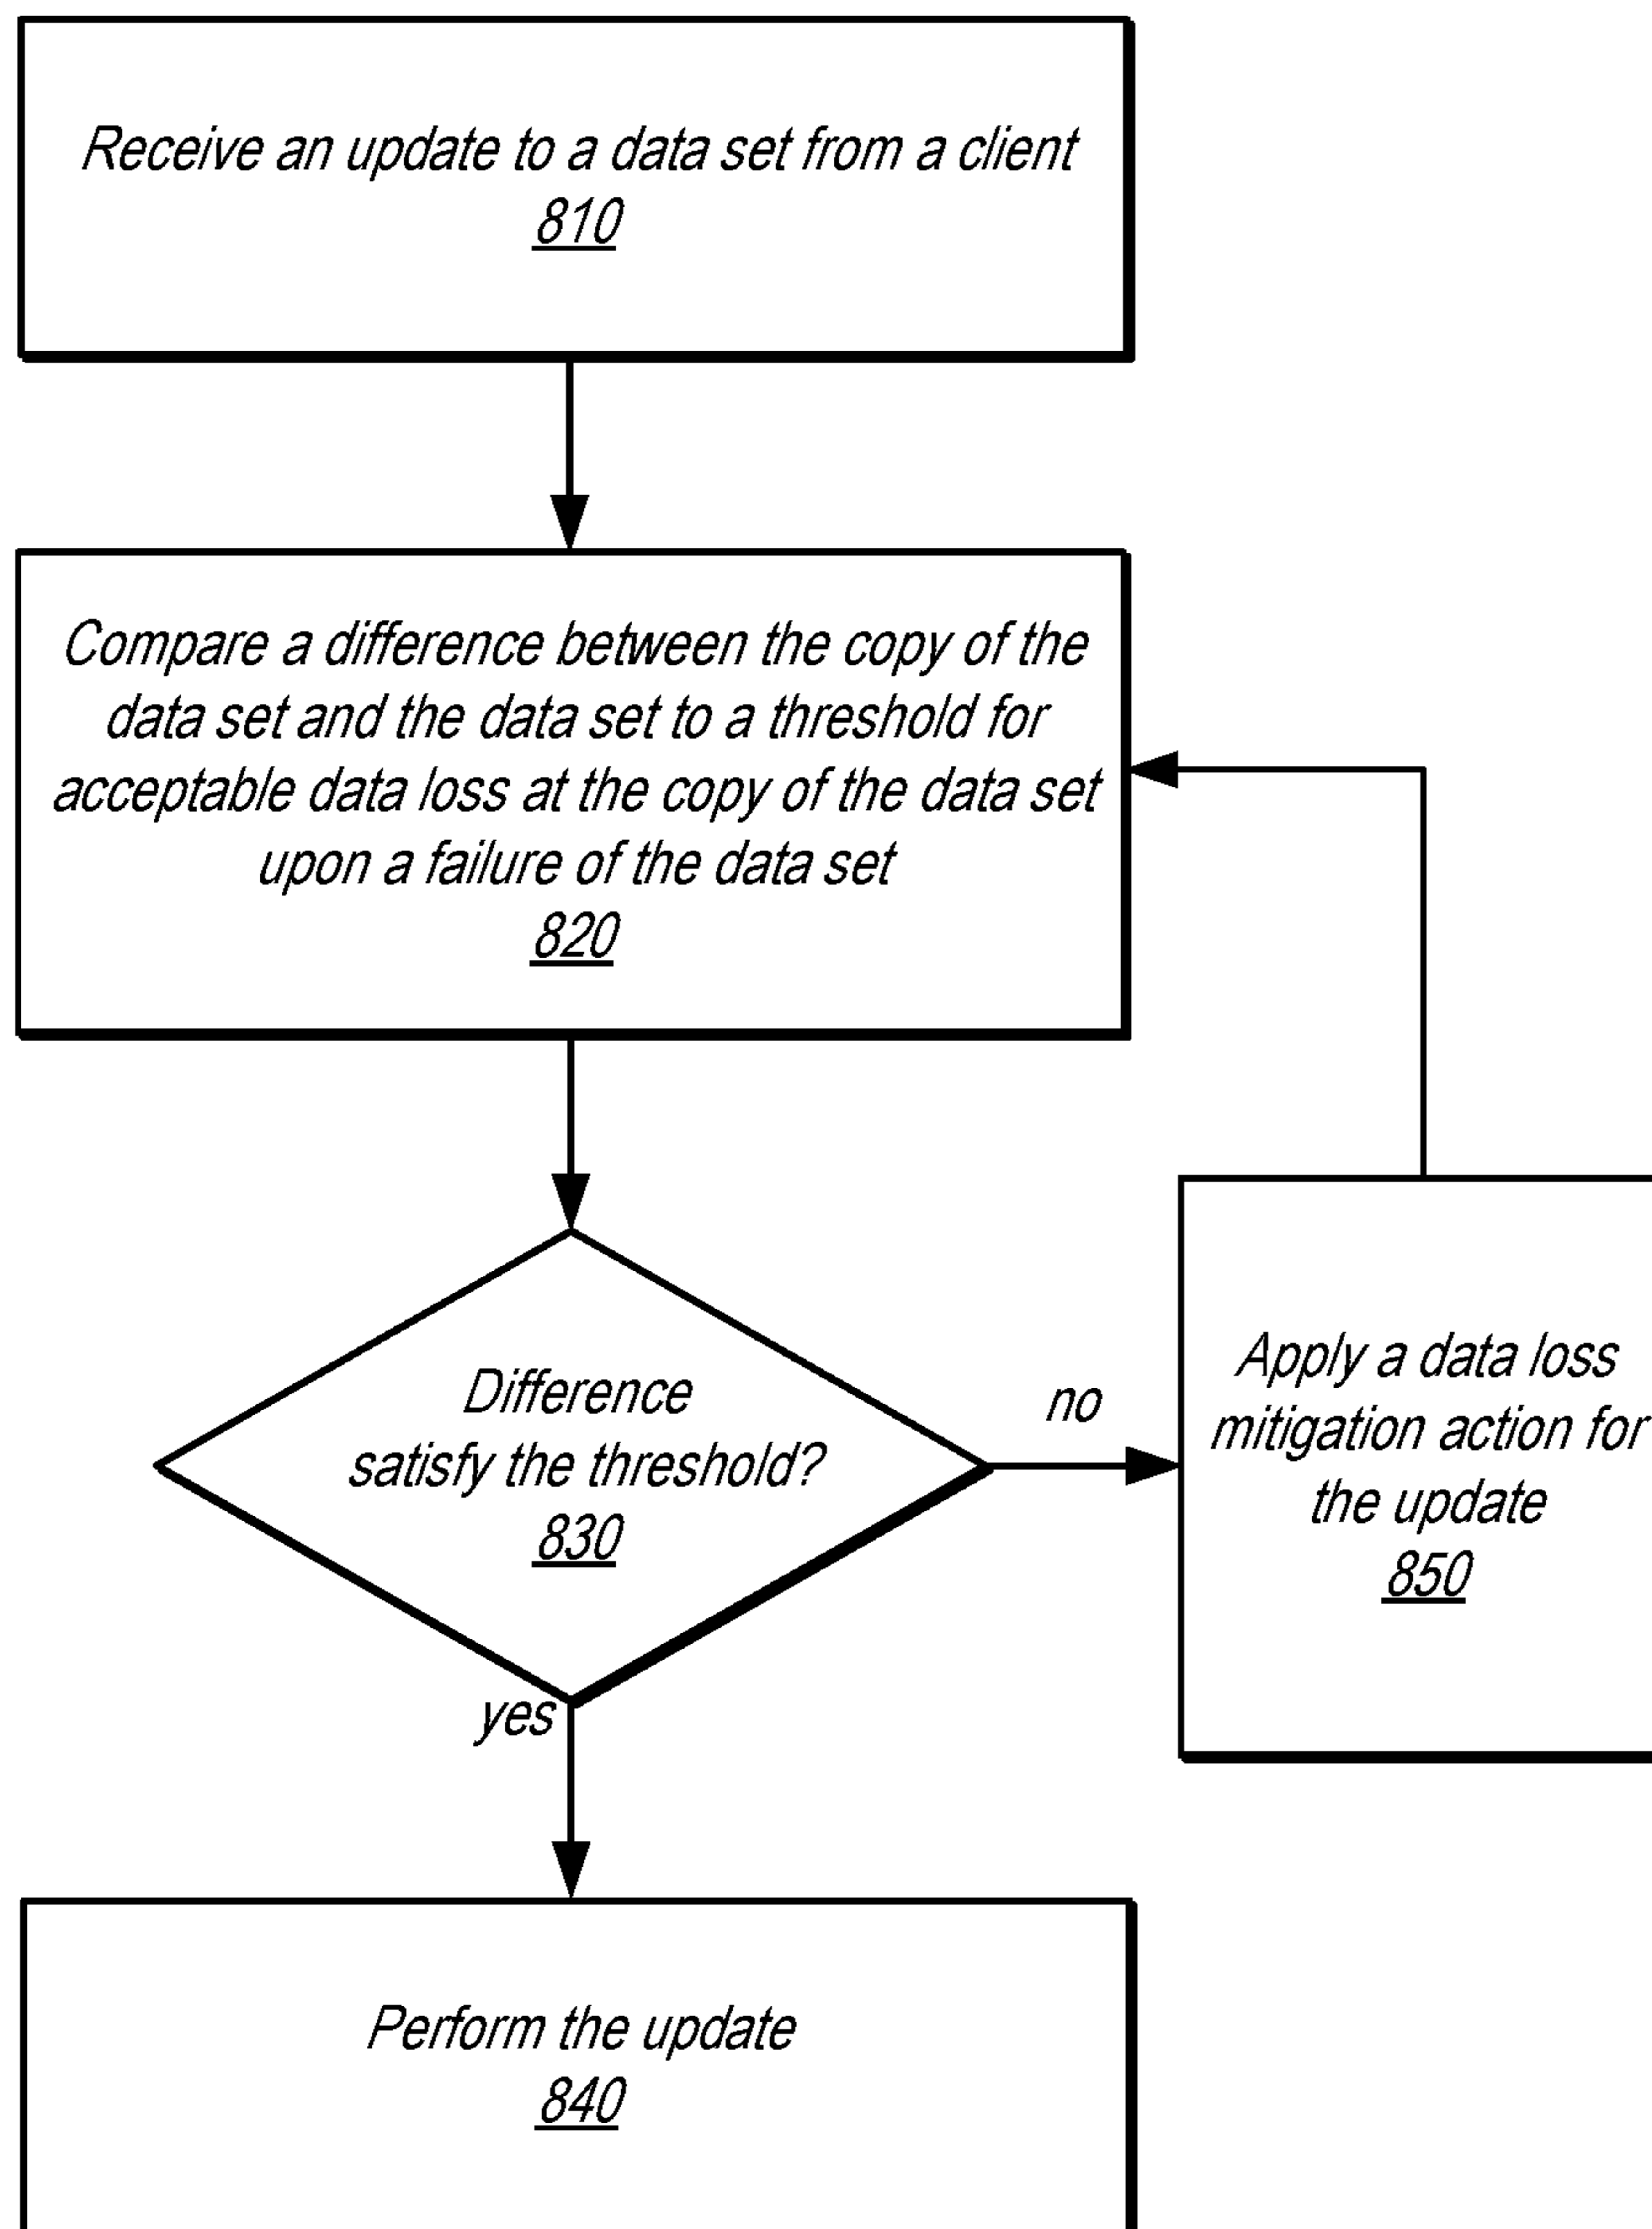 Receive an update to a data set from a client
810
Compare a difference between the copy of the
data set and the data set to a threshold for
acceptable data loss at the copy of the data set
upon a failure of the data set
820
Difference
satisfy the threshold?
830
no
Apply a data loss
mitigation action for
the update
850
yes
Perform the update
840